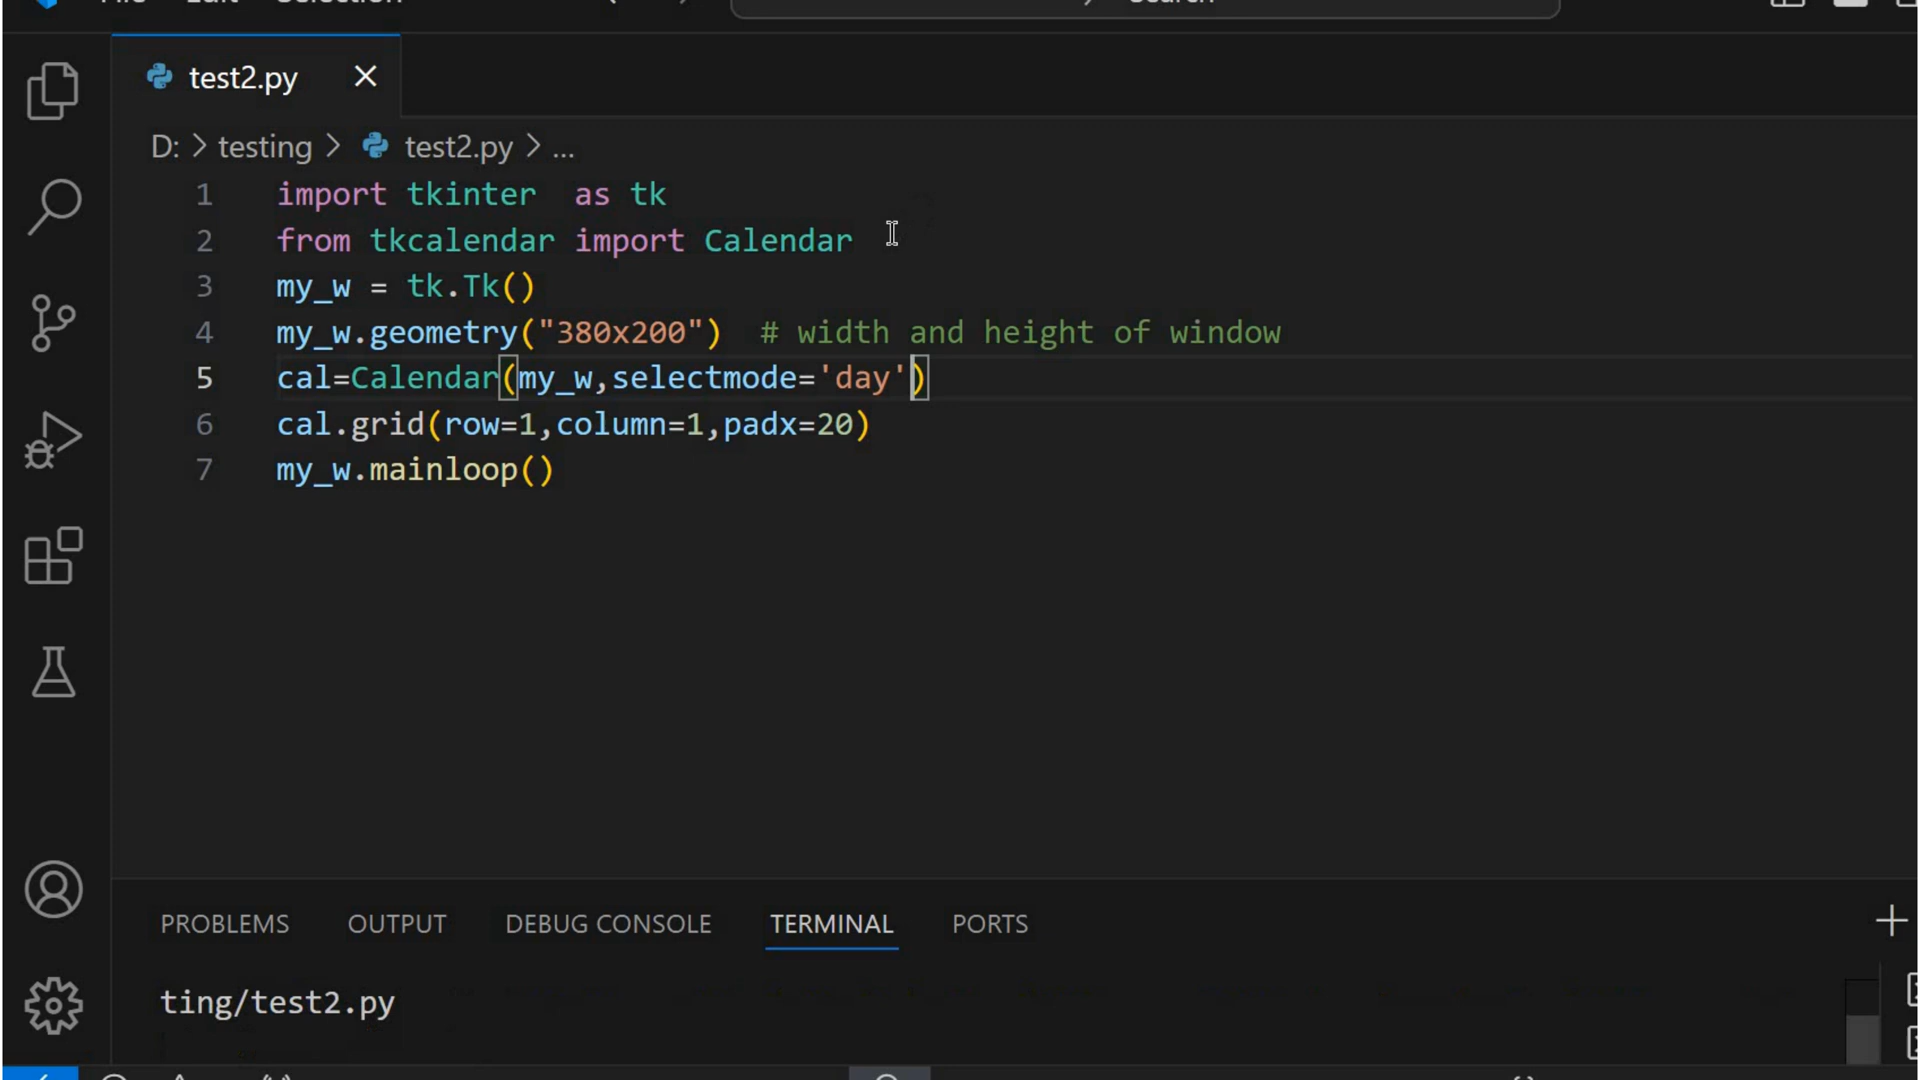 test2.py
D: > testing > test2.py > ...
1 import tkinter  as tk
2 from tkcalendar import Calendar
3 my_w = tk.Tk()
4 my_w.geometry("380x200")  # width and height of window
5 cal=Calendar(my_w,selectmode='day')
6 cal.grid(row=1,column=1,padx=20)
7 my_w.mainloop()
PROBLEMS OUTPUT DEBUG CONSOLE TERMINAL PORTS
ting/test2.py